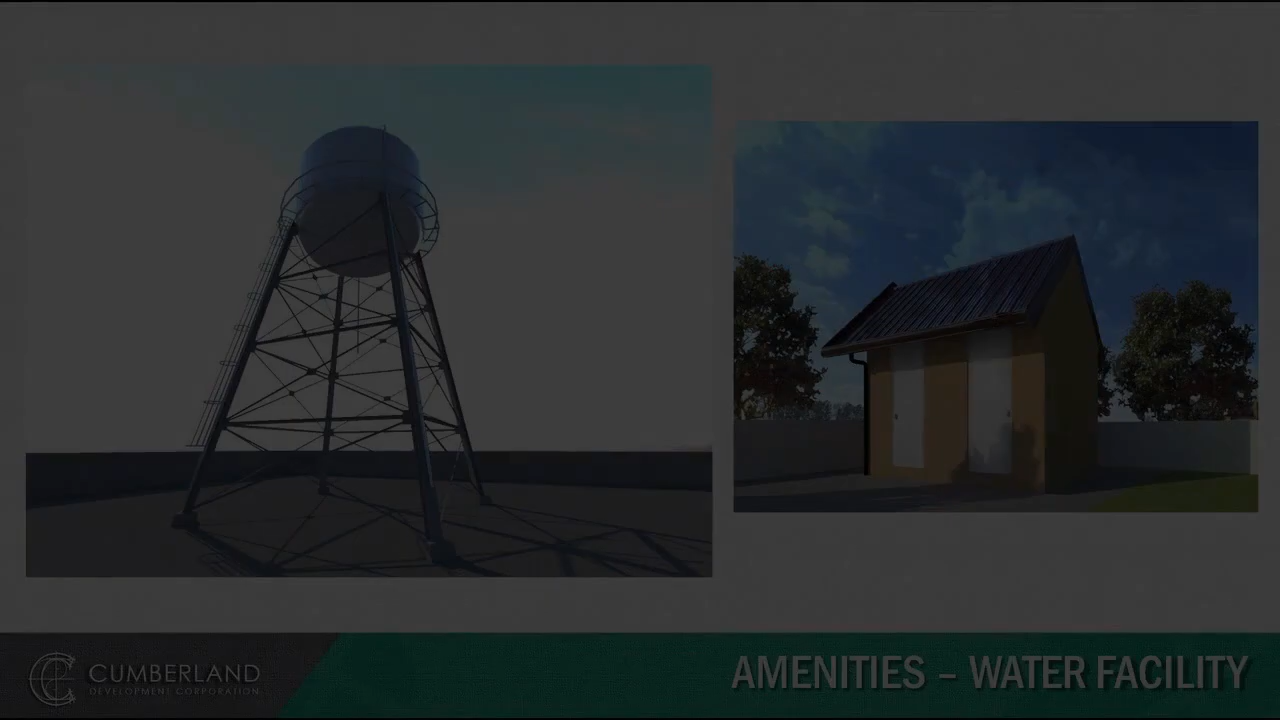 CUMBERLAND
DEVELOPMENT CORPORATION
AMENITIES – WATER FACILITY